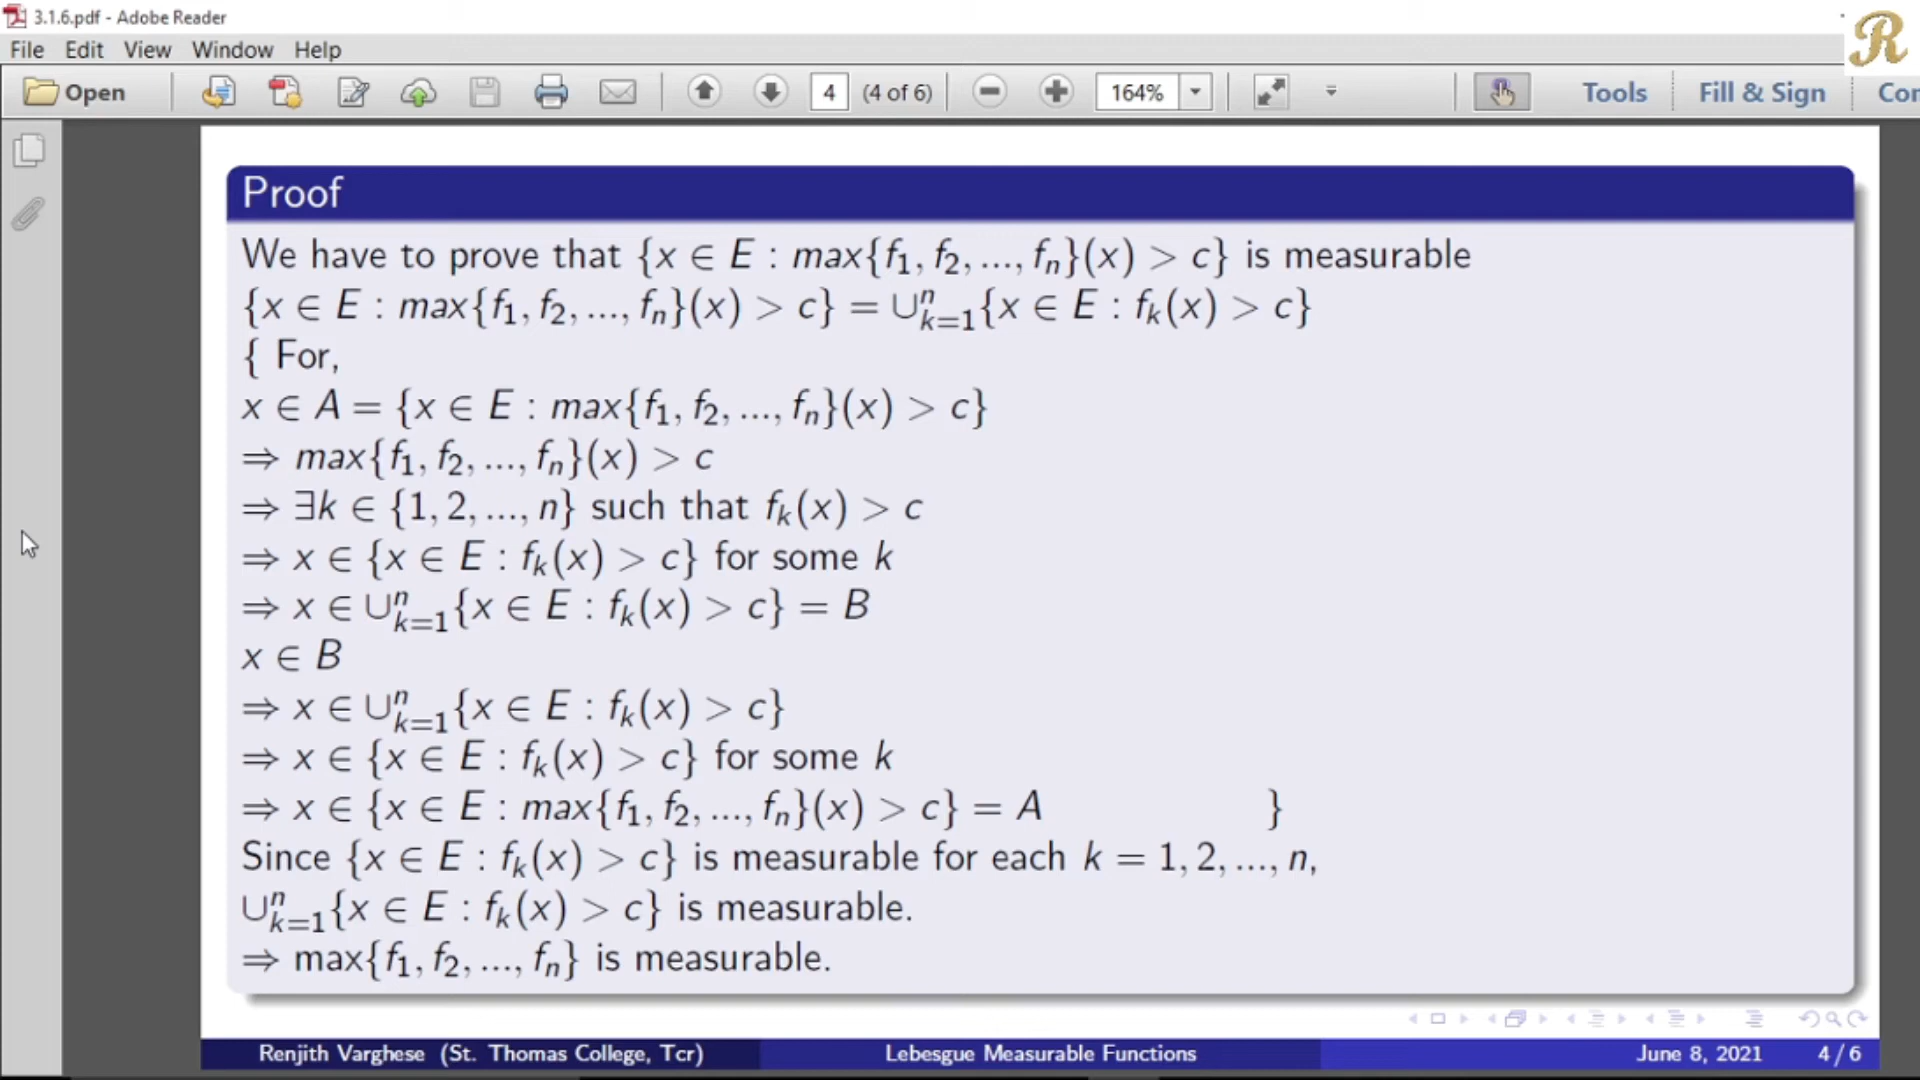 3.1.6.pdf - Adobe Reader
R
File Edit View Window Help
Open 4 (4 of 6) 164% Tools Fill & Sign Cor
Proof
We have to prove that {x ∈ E : max{f₁, f₂, ..., fₙ}(x) > c} is measurable
{x ∈ E : max{f₁, f₂, ..., fₙ}(x) > c} = ∪ⁿₖ₌₁{x ∈ E : fₖ(x) > c}
{ For,
x ∈ A = {x ∈ E : max{f₁, f₂, ..., fₙ}(x) > c}
⇒ max{f₁, f₂, ..., fₙ}(x) > c
⇒ ∃k ∈ {1, 2, ..., n} such that fₖ(x) > c
⇒ x ∈ {x ∈ E : fₖ(x) > c} for some k
⇒ x ∈ ∪ⁿₖ₌₁{x ∈ E : fₖ(x) > c} = B
x ∈ B
⇒ x ∈ ∪ⁿₖ₌₁{x ∈ E : fₖ(x) > c}
⇒ x ∈ {x ∈ E : fₖ(x) > c} for some k
⇒ x ∈ {x ∈ E : max{f₁, f₂, ..., fₙ}(x) > c} = A }
Since {x ∈ E : fₖ(x) > c} is measurable for each k = 1, 2, ..., n,
∪ⁿₖ₌₁{x ∈ E : fₖ(x) > c} is measurable.
⇒ max{f₁, f₂, ..., fₙ} is measurable.
Renjith Varghese (St. Thomas College, Tcr) Lebesgue Measurable Functions June 8, 2021 4 / 6